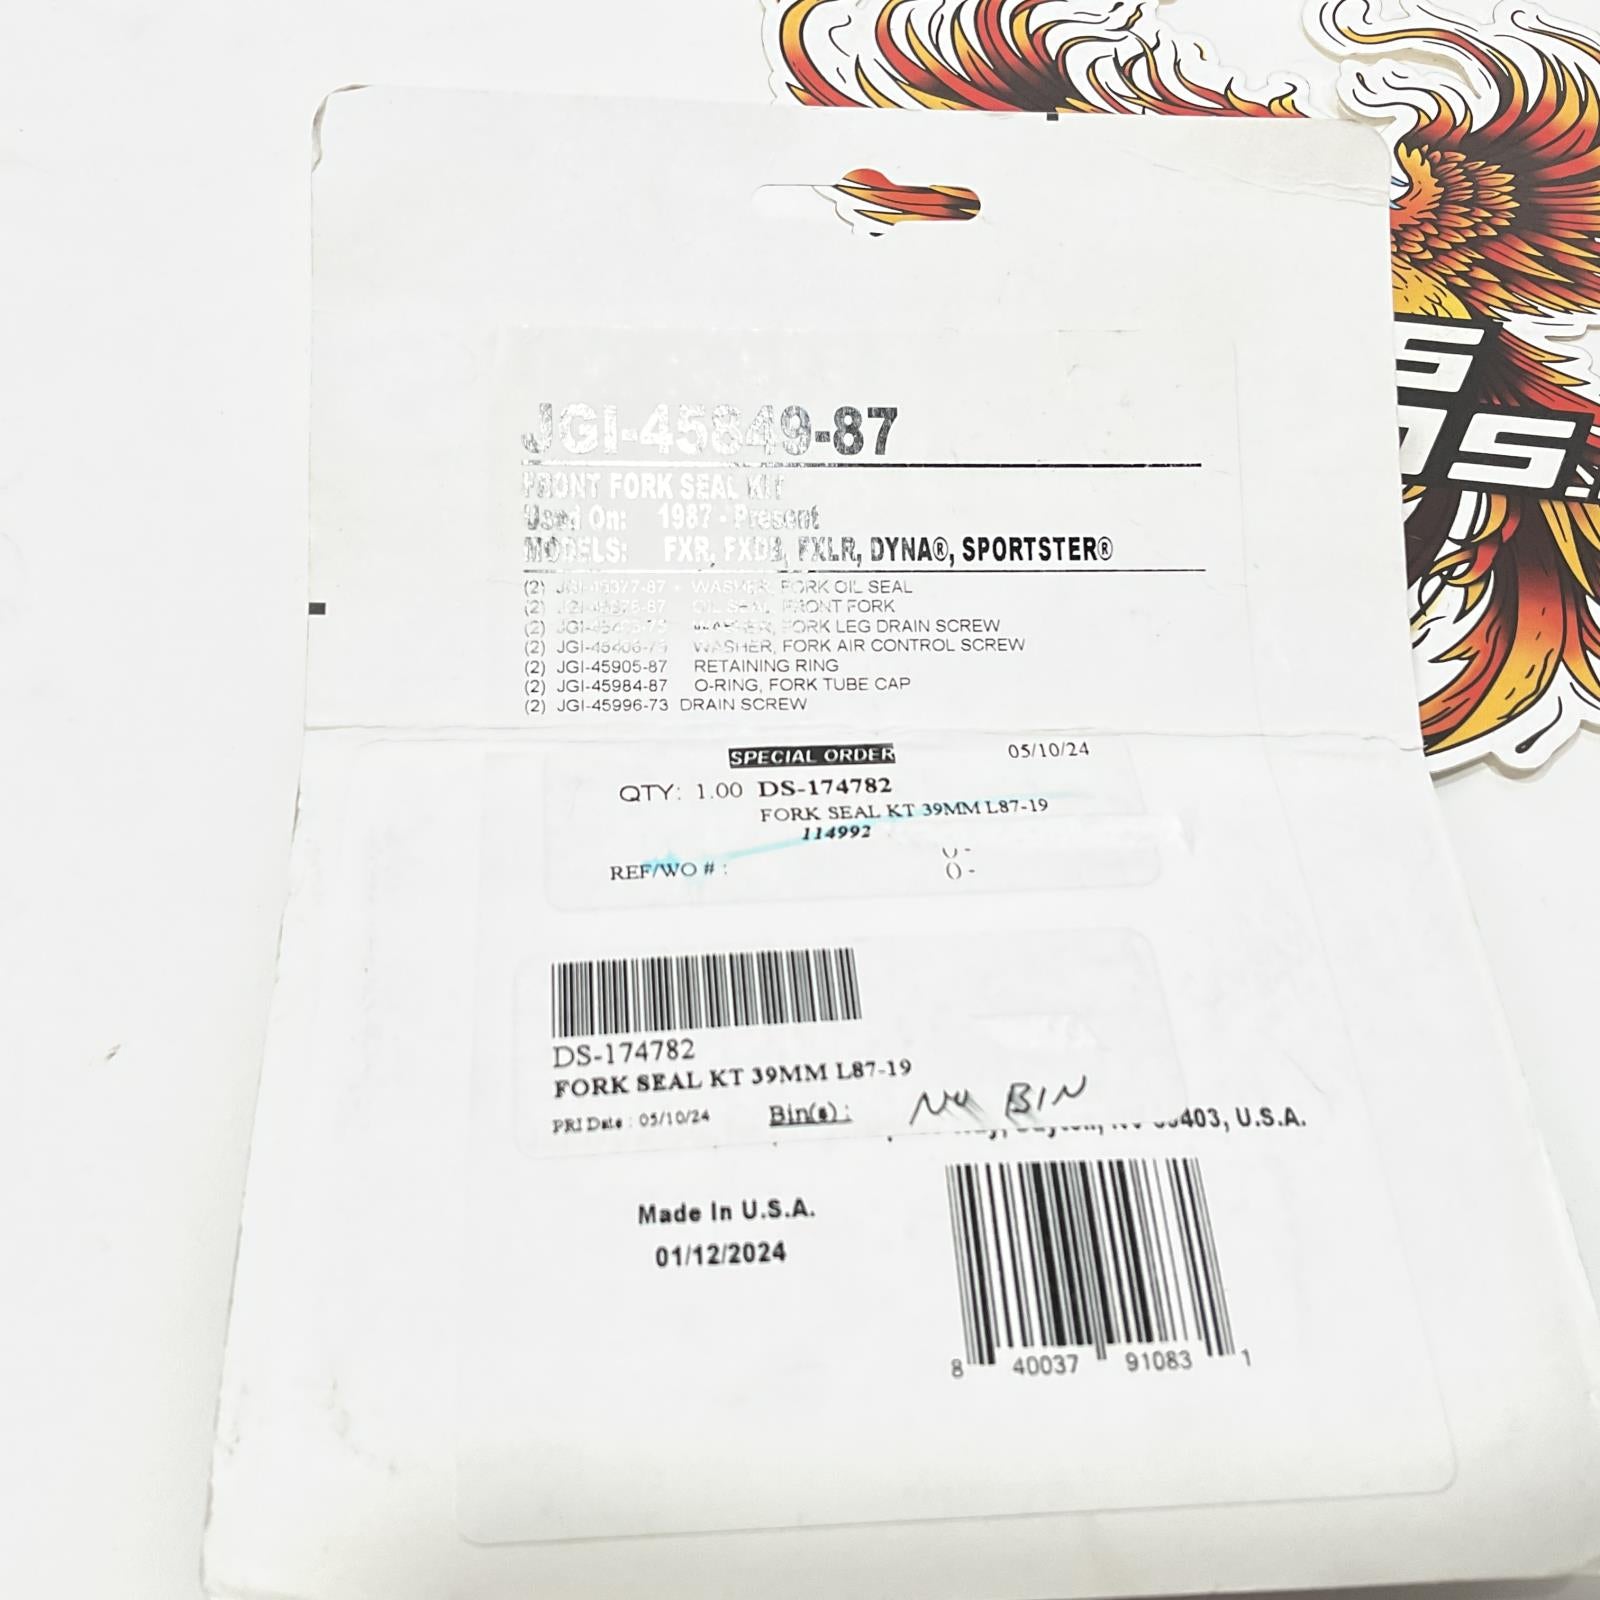 JGI-45849-87
FRONT FORK SEAL KIT
Used On: 1987 - Present
MODELS: FXR, FXDB, FXLR, DYNA®, SPORTSTER®
(2) WASHER, FORK OIL SEAL
(2) OIL SEAL, FRONT FORK
(2) WASHER, FORK LEG DRAIN SCREW
(2) WASHER, FORK AIR CONTROL SCREW
(2) JGI-45905-87 RETAINING RING
(2) JGI-45984-87 O-RING, FORK TUBE CAP
(2) JGI-45996-73 DRAIN SCREW
SPECIAL ORDER 05/10/24
QTY: 1.00 DS-174782
FORK SEAL KT 39MM L87-19
114992
REF/WO # : () -
DS-174782
FORK SEAL KT 39MM L87-19
PRI Date : 05/10/24 Bin(s) : NO BIN
403, U.S.A.
Made In U.S.A.
01/12/2024
8 40037 91083 1